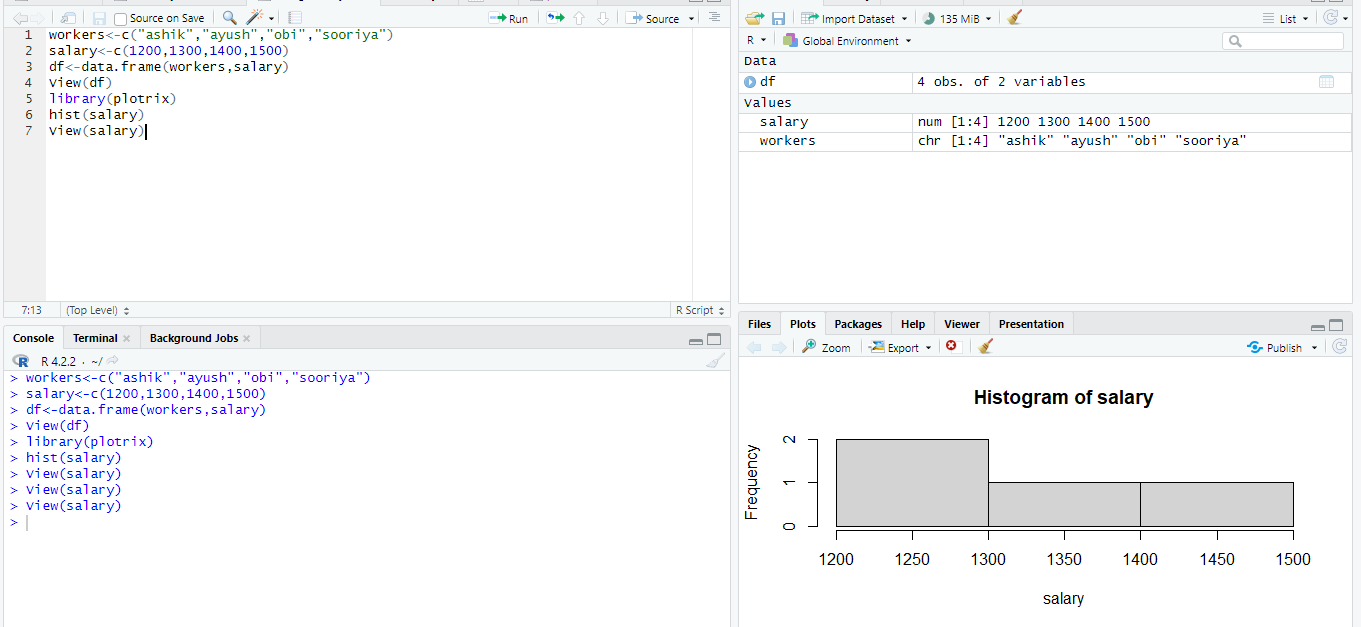 Source on Save
Run
Source
1 workers<-c("ashik","ayush","obi","sooriya")
2 salary<-c(1200,1300,1400,1500)
3 df<-data.frame(workers,salary)
4 View(df)
5 library(plotrix)
6 hist(salary)
7 View(salary)
7:13 (Top Level) R Script
Console Terminal Background Jobs
R 4.2.2 · ~/
> workers<-c("ashik","ayush","obi","sooriya")
> salary<-c(1200,1300,1400,1500)
> df<-data.frame(workers,salary)
> View(df)
> library(plotrix)
> hist(salary)
> View(salary)
> View(salary)
> View(salary)
>
Import Dataset 135 MiB List
R Global Environment
Data
df 4 obs. of 2 variables
Values
salary num [1:4] 1200 1300 1400 1500
workers chr [1:4] "ashik" "ayush" "obi" "sooriya"
Files Plots Packages Help Viewer Presentation
Zoom Export Publish
Histogram of salary
Frequency
2
1
0
1200 1250 1300 1350 1400 1450 1500
salary